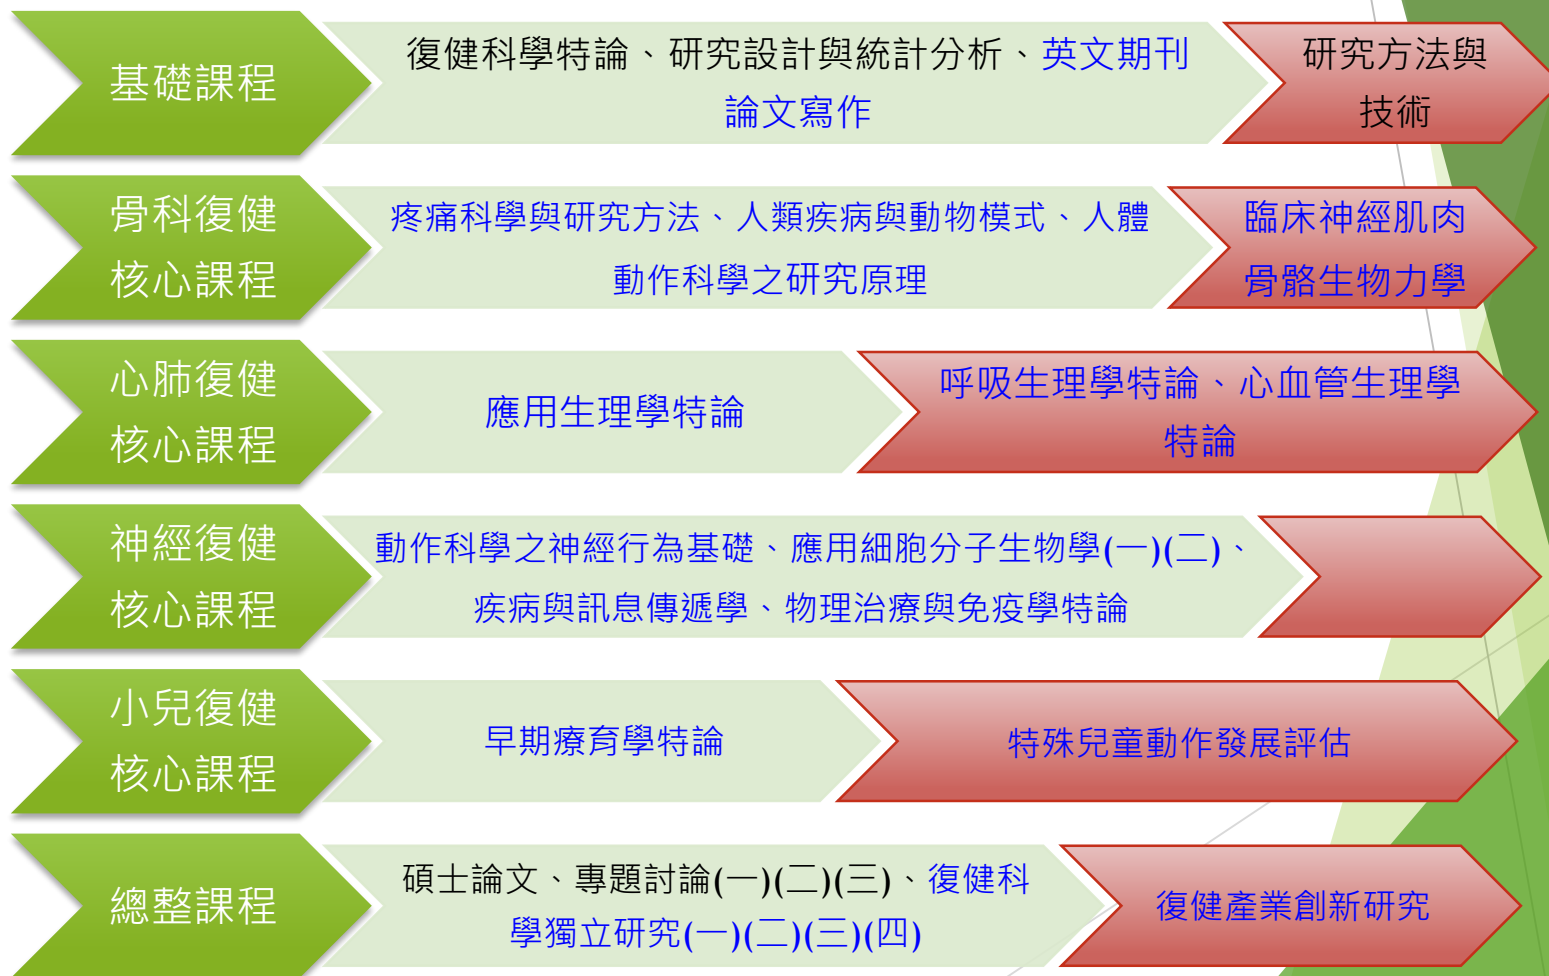 基礎課程
復健科學特論、研究設計與統計分析、英文期刊
論文寫作
研究方法與
技術
骨科復健
核心課程
疼痛科學與研究方法、人類疾病與動物模式、人體
動作科學之研究原理
臨床神經肌肉
骨骼生物力學
心肺復健
核心課程
應用生理學特論
呼吸生理學特論、心血管生理學
特論
神經復健
核心課程
動作科學之神經行為基礎、應用細胞分子生物學(一)(二)、
疾病與訊息傳遞學、物理治療與免疫學特論
小兒復健
核心課程
早期療育學特論
特殊兒童動作發展評估
總整課程
碩士論文、專題討論(一)(二)(三)、復健科
學獨立研究(一)(二)(三)(四)
復健產業創新研究